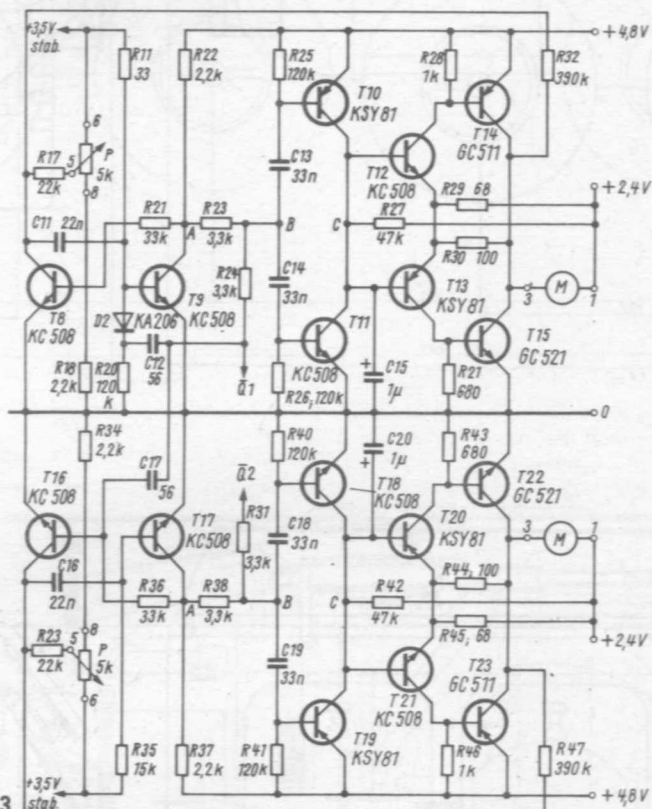 +3,5V
stab.
R11
33
R22
2,2k
R25
120k
T10
KSY81
R28
1k
T14
GC511
R32
390k
+4,8V
6
P
5k
5
8
R17
22k
C13
33n
T12
KC508
R29 68
+2,4V
C11 22n
R21
33k
A
R23
3,3k
B
C
R27
47k
R30 100
R24
3,3k
C14
33n
T13
KSY81
3
M
1
T8
KC508
D2
KA206
T9
KC508
T11
KC508
T15
GC521
C12
56
+
C15
1μ
R21
680
R18
2,2k
R20
120
k
Q̄1
R26, 120k
0
R34
2,2k
R40
120k
C20
1μ
+
R43
680
T16
KC508
C17
56
Q̄2
T18
KC508
T22
GC521
T17
KC508
R31
3,3k
C18
33n
T20
KSY81
3
M
1
C16
22n
R44, 100
R36
33k
A
R38
3,3k
B
C
R42
47k
R45, 68
+2,4V
R23
22k
8
5
P
5k
6
C19
33n
T21
KC508
T23
GC511
R35
15k
R37
2,2k
R41
120k
T19
KSY81
R46
1k
R47
390k
3
+3,5V
stab.
+4,8V